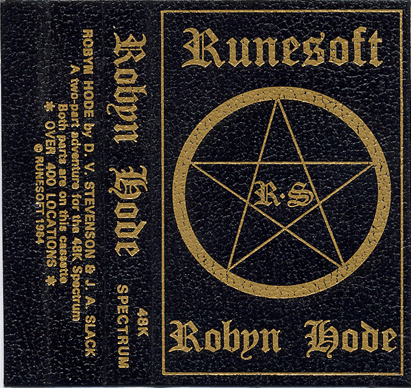 Runesoft
R·S
Robyn Hode
Robyn Hode
48K
SPECTRUM
ROBYN HODE by D. V. STEVENSON & J. A. SLACK
A two-part adventure for the 48K Spectrum
Both parts are on this cassette
* OVER 400 LOCATIONS *
© RUNESOFT 1984